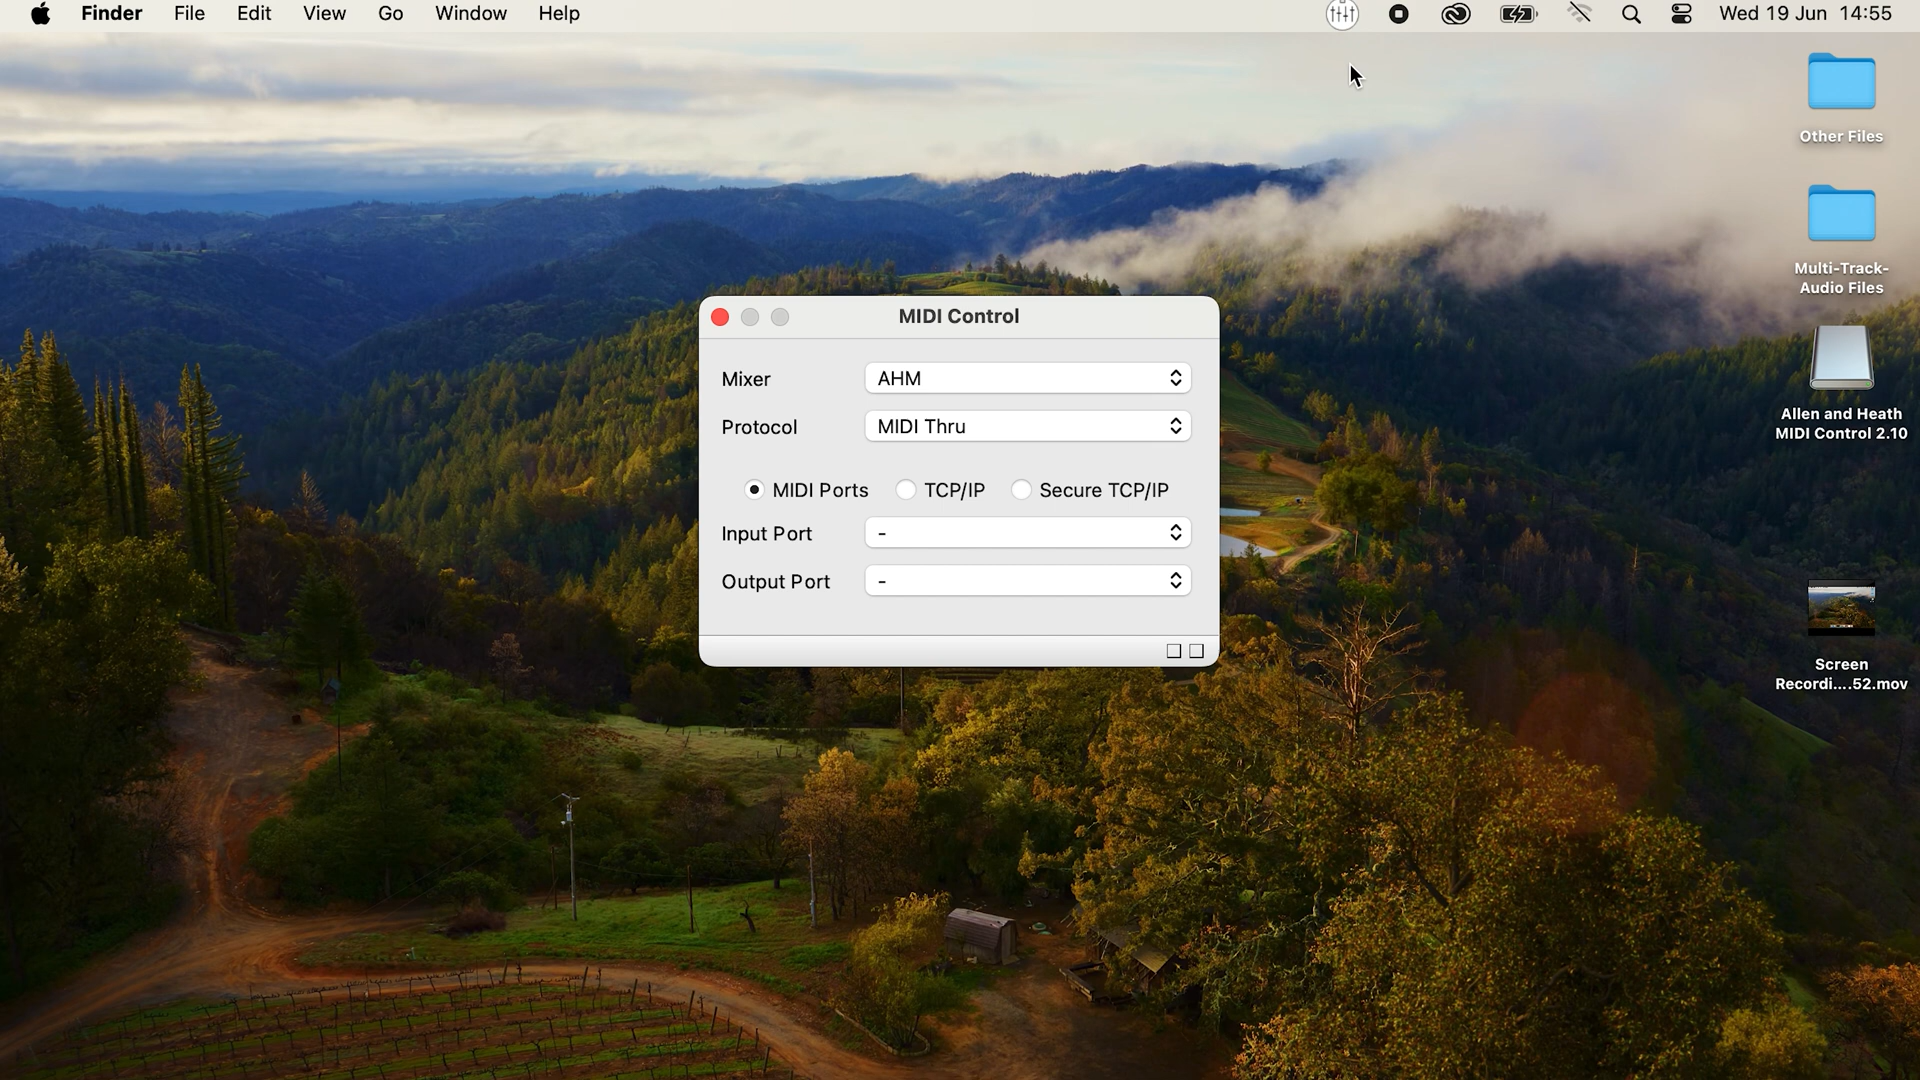 Finder File Edit View Go Window Help Wed 19 Jun 14:55
Other Files
Multi-Track-
Audio Files
Allen and Heath
MIDI Control 2.10
Screen
Recordi....52.mov
MIDI Control
Mixer AHM
Protocol MIDI Thru
MIDI Ports TCP/IP Secure TCP/IP
Input Port -
Output Port -